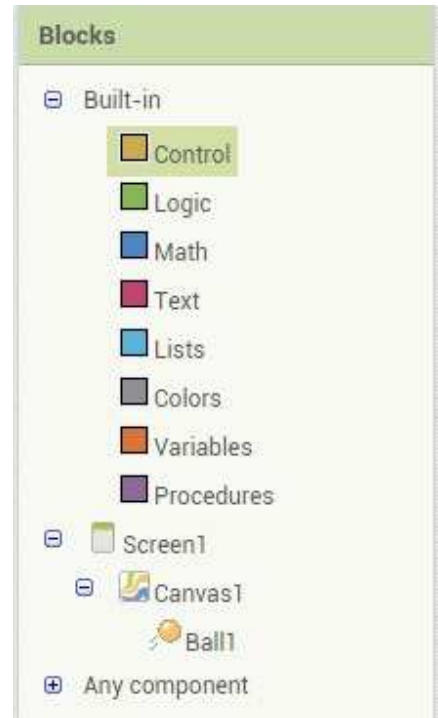 Blocks
Built-in
Control
Logic
Math
Text
Lists
Colors
Variables
Procedures
Screen1
Canvas1
Ball1
Any component